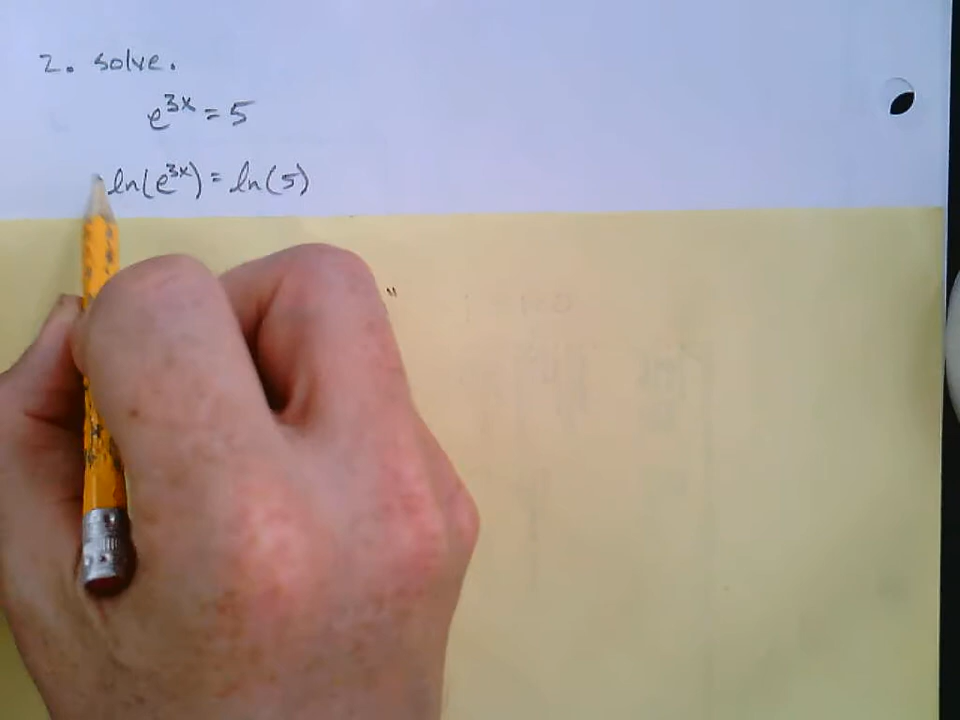 2. solve.
e^{3x} = 5
ln(e^{3x}) = ln(5)